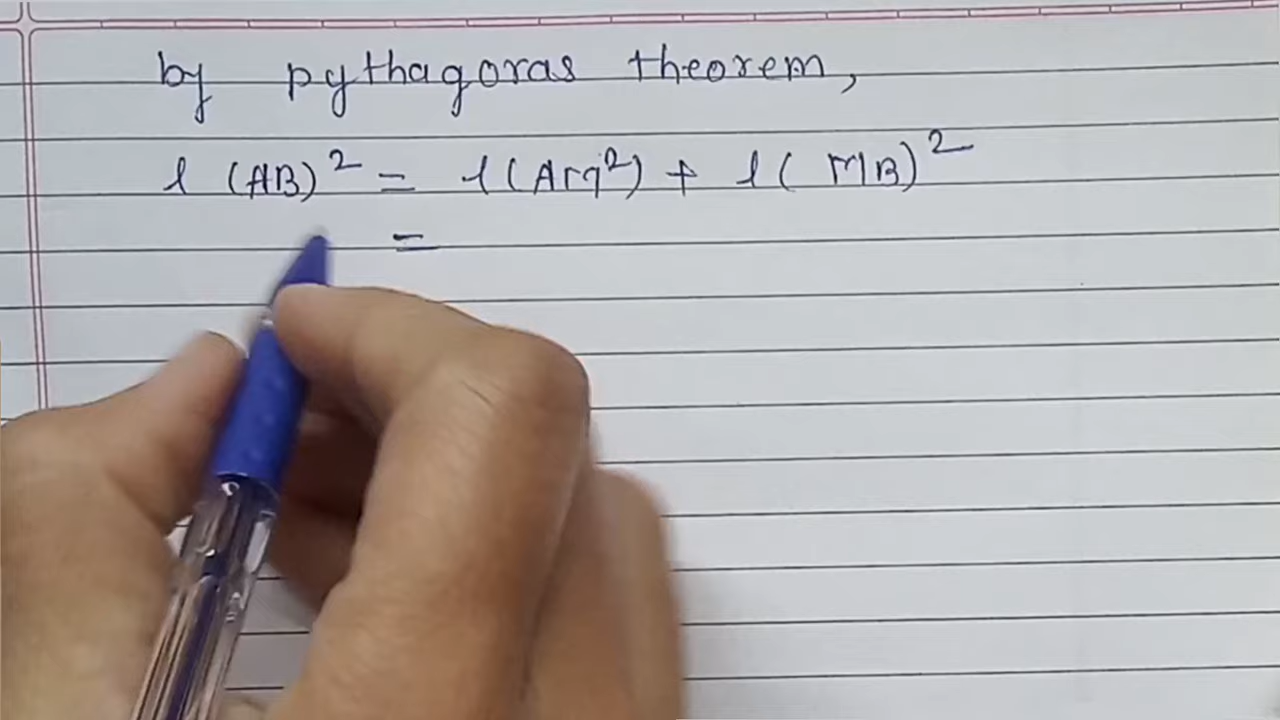 by pythagoras theorem,
l (AB)² = l(AM²) + l( MB)²
=